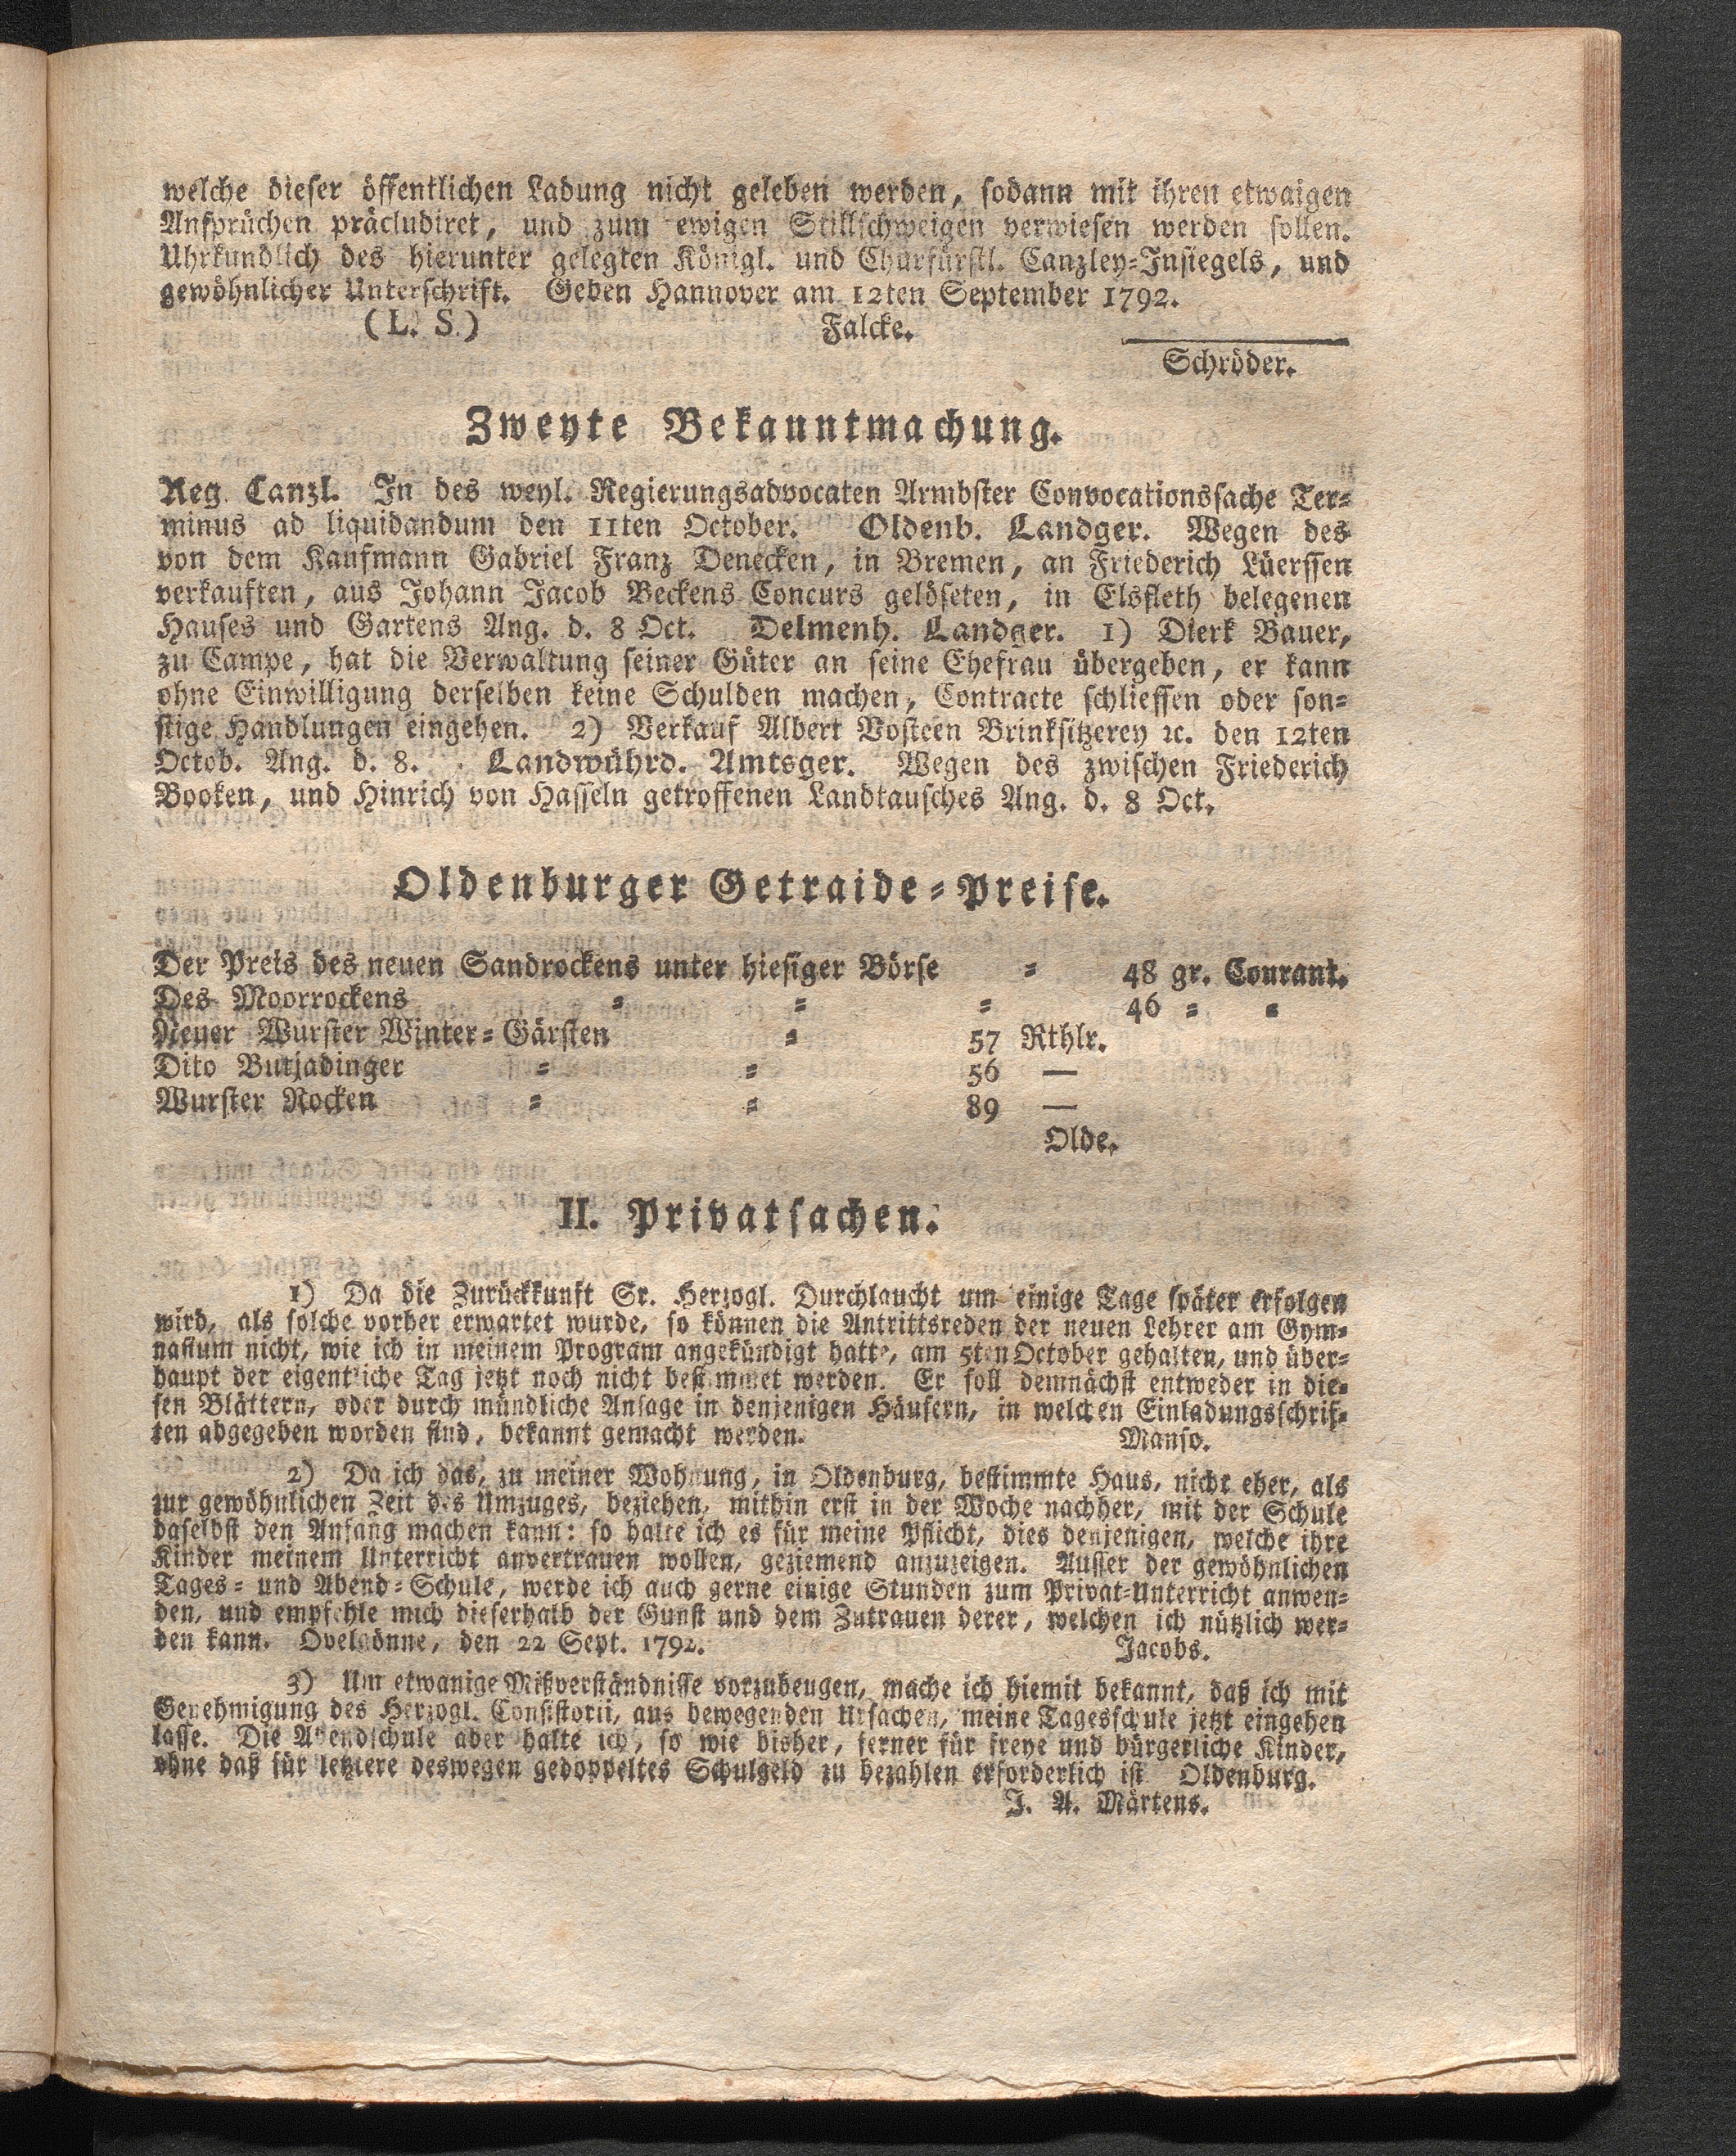 welche dieser öffentlichen Ladung nicht geleben werden, sodann mit ihren etwaigen
Ansprüchen präcludiret, und zum ewigen Stillschweigen verwiesen werden sollen.
Uhrkundlich des hierunter gelegten Königl. und Churfürstl. Canzley-Insiegels, und
gewöhnlicher Unterschrift. Geben Hannover am 12ten September 1792.
(L. S.) Falcke.
Schröder.
Zweyte Bekanntmachung.
Reg. Canzl. In des weyl. Regierungsadvocaten Armbster Convocationssache Ter-
minus ad liquidandum den 11ten October. Oldenb. Landger. Wegen des
von dem Kaufmann Gabriel Franz Denecken, in Bremen, an Friederich Lüerssen
verkauften, aus Johann Jacob Beckens Concurs gelöseten, in Elsfleth belegenen
Hauses und Gartens Ang. d. 8 Oct. Delmenh. Landger. 1) Dierk Bauer,
zu Campe, hat die Verwaltung seiner Güter an seine Ehefrau übergeben, er kann
ohne Einwilligung derselben keine Schulden machen, Contracte schliessen oder son-
stige Handlungen eingehen. 2) Verkauf Albert Vosteen Brinksitzerey ꝛc. den 12ten
Octob. Ang. d. 8. Landwührd. Amtsger. Wegen des zwischen Friederich
Booken, und Hinrich von Hasseln getroffenen Landtausches Ang. d. 8 Oct.
Oldenburger Getraide-Preise.
Der Preis des neuen Sandrockens unter hiesiger Börse = 48 gr. Courant.
Des Moorrockens = = = 46 = =
Neuer Wurster Winter-Gärsten = 57 Rthlr.
Dito Butjadinger = = 56 —
Wurster Rocken = = 89 —
Olde.
II. Privatsachen.
1) Da die Zurückkunft Sr. Herzogl. Durchlaucht um einige Tage später erfolgen
wird, als solche vorher erwartet wurde, so können die Antrittsreden der neuen Lehrer am Gym-
nasium nicht, wie ich in meinem Program angekündigt hatte, am 5ten October gehalten, und über-
haupt der eigentliche Tag jetzt noch nicht bestimmet werden. Er soll demnächst entweder in die-
sen Blättern, oder durch mündliche Ansage in denjenigen Häusern, in welchen Einladungsschrif-
ten abgegeben worden sind, bekannt gemacht werden. Manso.
2) Da ich das, zu meiner Wohnung, in Oldenburg, bestimmte Haus, nicht eher, als
zur gewöhnlichen Zeit des Umzuges, beziehen, mithin erst in der Woche nachher, mit der Schule
daselbst den Anfang machen kann: so halte ich es für meine Pflicht, dies denjenigen, welche ihre
Kinder meinem Unterricht anvertrauen wollen, geziemend anzuzeigen. Ausser der gewöhnlichen
Tages- und Abend-Schule, werde ich auch gerne einige Stunden zum Privat-Unterricht anwen-
den, und empfehle mich dieserhalb der Gunst und dem Zutrauen derer, welchen ich nützlich wer-
den kann. Ovelgönne, den 22 Sept. 1792. Jacobs.
3) Um etwanige Mißverständnisse vorzubeugen, mache ich hiemit bekannt, daß ich mit
Genehmigung des Herzogl. Consistorii, aus bewegenden Ursachen, meine Tagesschule jetzt eingehen
lasse. Die Abendschule aber halte ich, so wie bisher, ferner für freye und bürgerliche Kinder,
ohne daß für letztere deswegen gedoppeltes Schulgeld zu bezahlen erforderlich ist Oldenburg.
J. A. Märtens.